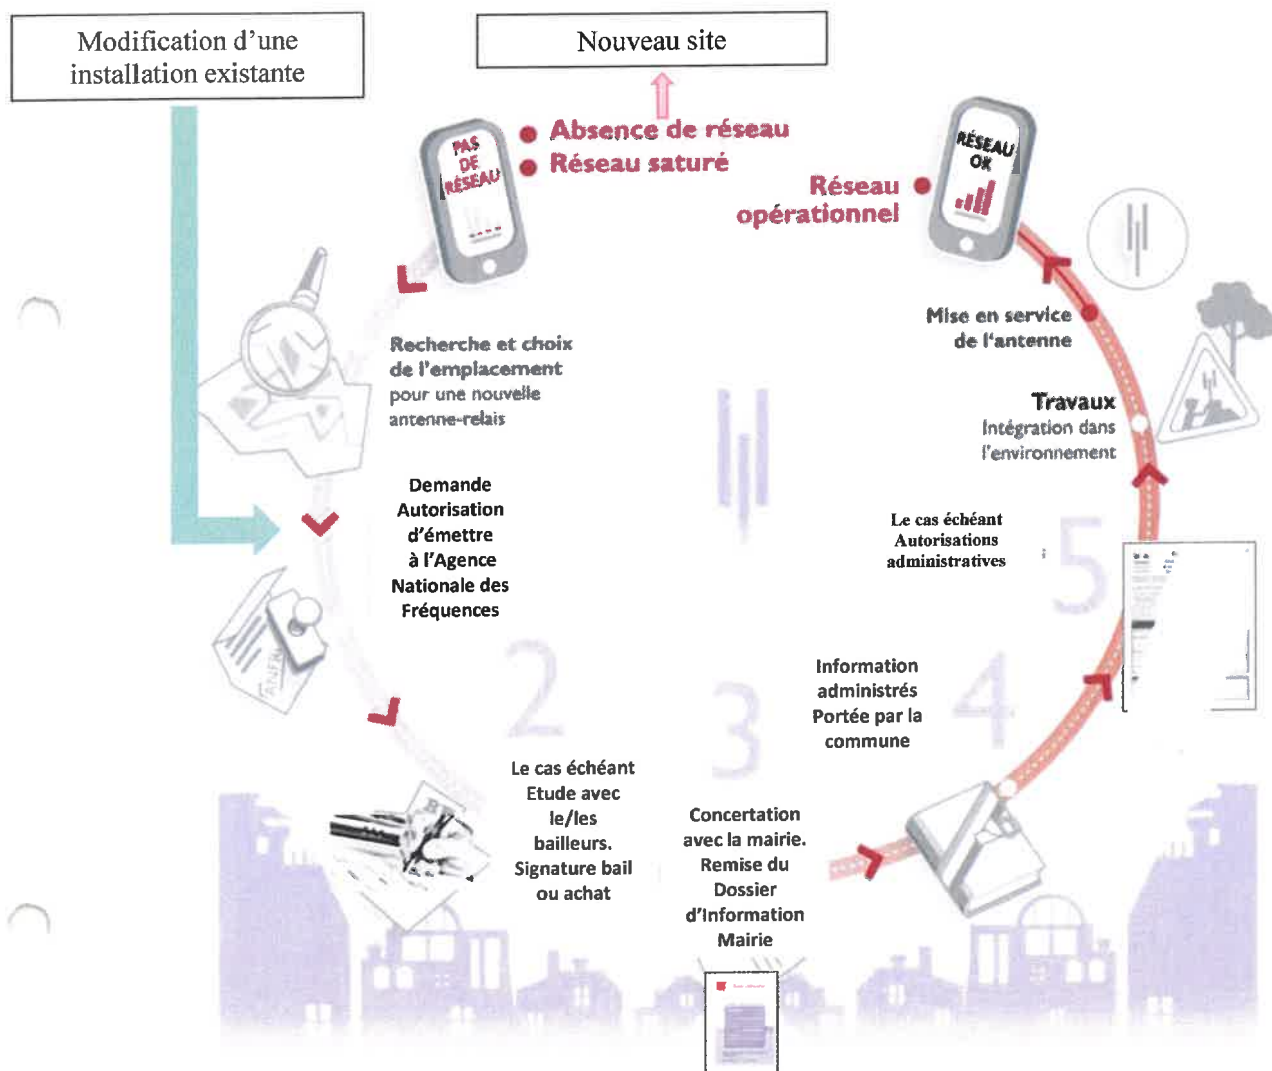 Modification d'une
installation existante
Nouveau site
PAS
DE
RÉSEAU
Absence de réseau
Réseau saturé
RÉSEAU
OK
Réseau
opérationnel
Recherche et choix
de l'emplacement
pour une nouvelle
antenne-relais
Demande
Autorisation
d'émettre
à l'Agence
Nationale des
Fréquences
ANFR
2
Le cas échéant
Etude avec
le/les
bailleurs.
Signature bail
ou achat
3
Concertation
avec la mairie.
Remise du
Dossier
d'Information
Mairie
4
Information
administrés
Portée par la
commune
5
Le cas échéant
Autorisations
administratives
Travaux
Intégration dans
l'environnement
Mise en service
de l'antenne